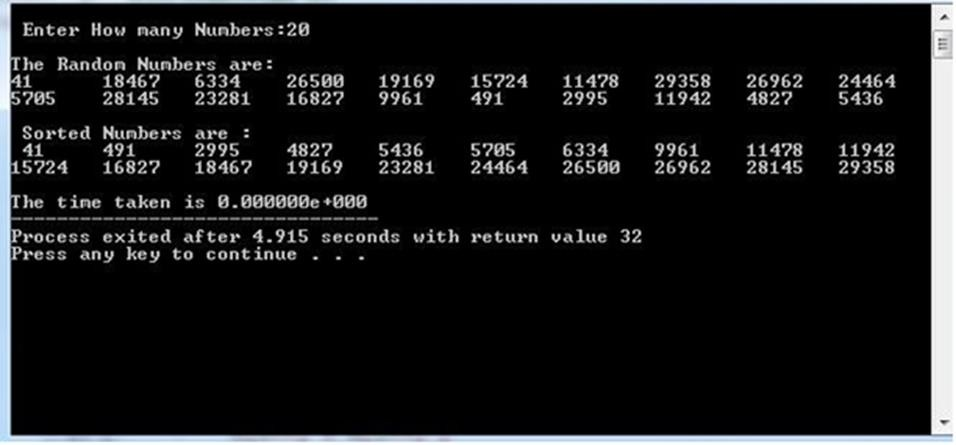 Enter How many Numbers:20
The Random Numbers are:
41 18467 6334 26500 19169 15724 11478 29358 26962 24464
5705 28145 23281 16827 9961 491 2995 11942 4827 5436
Sorted Numbers are :
41 491 2995 4827 5436 5705 6334 9961 11478 11942
15724 16827 18467 19169 23281 24464 26500 26962 28145 29358
The time taken is 0.000000e+000
--------------------------------
Process exited after 4.915 seconds with return value 32
Press any key to continue . . .